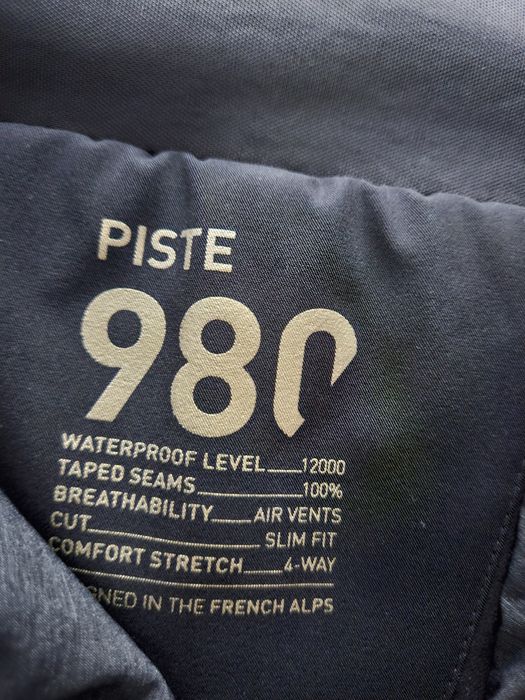 PISTE
980
WATERPROOF LEVEL 12000
TAPED SEAMS 100%
BREATHABILITY AIR VENTS
CUT SLIM FIT
COMFORT STRETCH 4-WAY
IN THE FRENCH ALPS